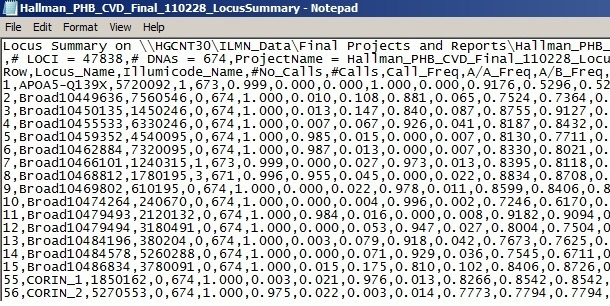 Hallman_PHB_CVD_Final_110228_LocusSummary - Notepad
File Edit Format View Help
Locus Summary on \\HGCNT30\ILMN_Data\Final Projects and Reports\Hallman_PHB_
,# LOCI = 47838,# DNAs = 674,ProjectName = Hallman_PHB_CVD_Final_110228_Locu
Row,Locus_Name,Illumicode_Name,#No_Calls,#Calls,Call_Freq,A/A_Freq,A/B_Freq,
1,APOA5-Q139X,5720092,1,673,0.999,0.000,0.000,1.000,0.000,0.9176,0.5296,0.52
2,Broad10449636,7560546,0,674,1.000,0.010,0.108,0.881,0.065,0.7524,0.7364,0.
3,Broad10450135,1450246,0,674,1.000,0.013,0.147,0.840,0.087,0.8755,0.9127,0.
4,Broad10455533,6330246,0,674,1.000,0.007,0.067,0.926,0.041,0.8187,0.8432,0.
5,Broad10459352,4540095,0,674,1.000,0.985,0.015,0.000,0.007,0.8130,0.7711,0.
6,Broad10462884,7320095,0,674,1.000,0.987,0.013,0.000,0.007,0.8330,0.8021,0.
7,Broad10466101,1240315,1,673,0.999,0.000,0.027,0.973,0.013,0.8395,0.8118,0.
8,Broad10468812,1780195,3,671,0.996,0.955,0.045,0.000,0.022,0.8834,0.8708,0.
9,Broad10469802,610195,0,674,1.000,0.000,0.022,0.978,0.011,0.8599,0.8406,0.8
10,Broad10474264,240670,0,674,1.000,0.000,0.004,0.996,0.002,0.7246,0.6170,0.
11,Broad10479493,2120132,0,674,1.000,0.984,0.016,0.000,0.008,0.9182,0.9094,0
12,Broad10479494,3180491,0,674,1.000,0.000,0.053,0.947,0.027,0.8004,0.7504,0
13,Broad10484196,380204,0,674,1.000,0.003,0.079,0.918,0.042,0.7673,0.7625,0.
14,Broad10484578,5260288,0,674,1.000,0.000,0.071,0.929,0.036,0.7545,0.6711,0
15,Broad10486834,3780091,0,674,1.000,0.015,0.175,0.810,0.102,0.8406,0.8726,0
55,CORIN_1,1850162,0,674,1.000,0.003,0.021,0.976,0.013,0.8266,0.8542,0.8542,
56,CORIN_2,5270553,0,674,1.000,0.975,0.022,0.003,0.014,0.7773,0.7794,0.7794,